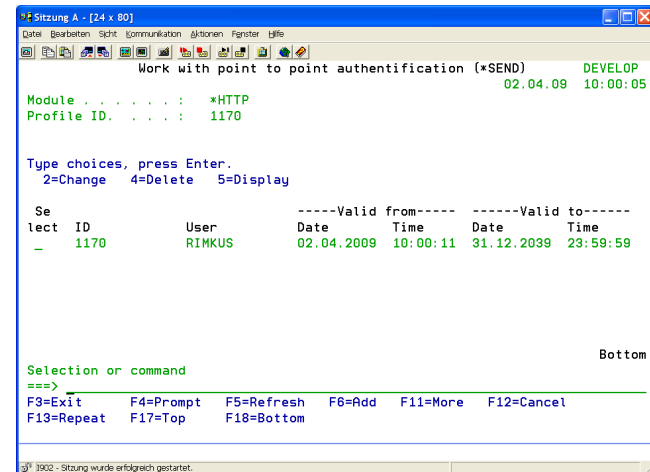 Sitzung A - [24 x 80]
Datei Bearbeiten Sicht Kommunikation Aktionen Fenster Hilfe
Work with point to point authentification (*SEND) DEVELOP
02.04.09 10:00:05
Module . . . . . . : *HTTP
Profile ID. . . . : 1170
Type choices, press Enter.
2=Change 4=Delete 5=Display
Se -----Valid from----- ------Valid to------
lect ID User Date Time Date Time
_ 1170 RIMKUS 02.04.2009 10:00:11 31.12.2039 23:59:59
Bottom
Selection or command
===> _
F3=Exit F4=Prompt F5=Refresh F6=Add F11=More F12=Cancel
F13=Repeat F17=Top F18=Bottom
I902 - Sitzung wurde erfolgreich gestartet.